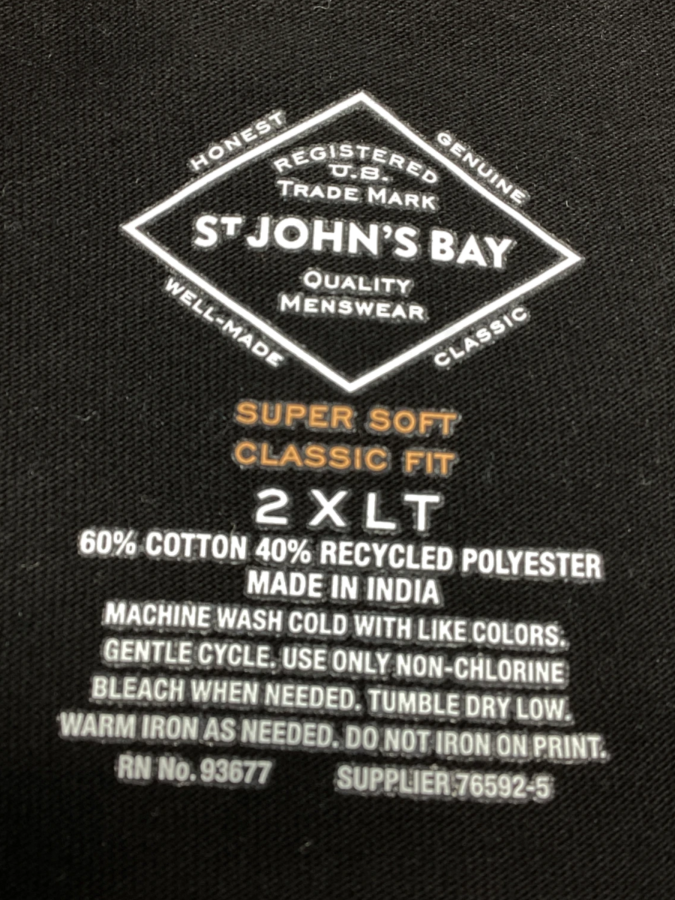 HONEST
GENUINE
REGISTERED
U.S.
TRADE MARK
ST JOHN'S BAY
QUALITY
MENSWEAR
WELL-MADE
CLASSIC
SUPER SOFT
CLASSIC FIT
2XLT
60% COTTON 40% RECYCLED POLYESTER
MADE IN INDIA
MACHINE WASH COLD WITH LIKE COLORS.
GENTLE CYCLE. USE ONLY NON-CHLORINE
BLEACH WHEN NEEDED. TUMBLE DRY LOW.
WARM IRON AS NEEDED. DO NOT IRON ON PRINT.
RN No. 93677 SUPPLIER:76592-5